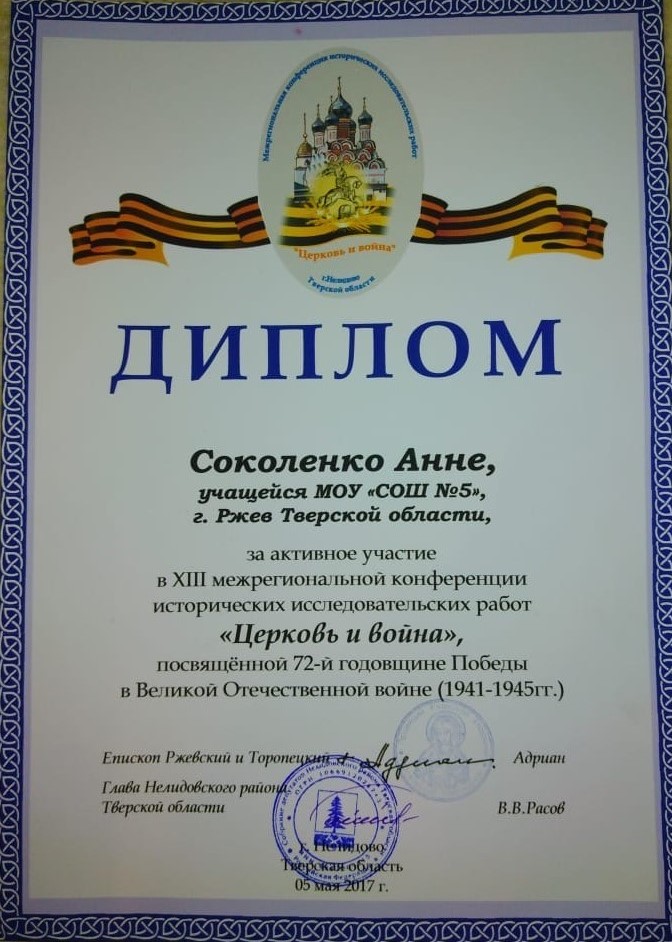 Межрегиональная конференция исторических исследовательских работ
"Церковь и война"
г.Нелидово
Тверской области
ДИПЛОМ
Соколенко Анне,
учащейся МОУ «СОШ №5»,
г. Ржев Тверской области,
за активное участие
в XIII межрегиональной конференции
исторических исследовательских работ
«Церковь и война»,
посвящённой 72-й годовщине Победы
в Великой Отечественной войне (1941-1945гг.)
Епископ Ржевский и Торопецкий Адриан
Глава Нелидовского района
Тверской области В.В.Расов
г. Нелидово
Тверская область
05 мая 2017 г.